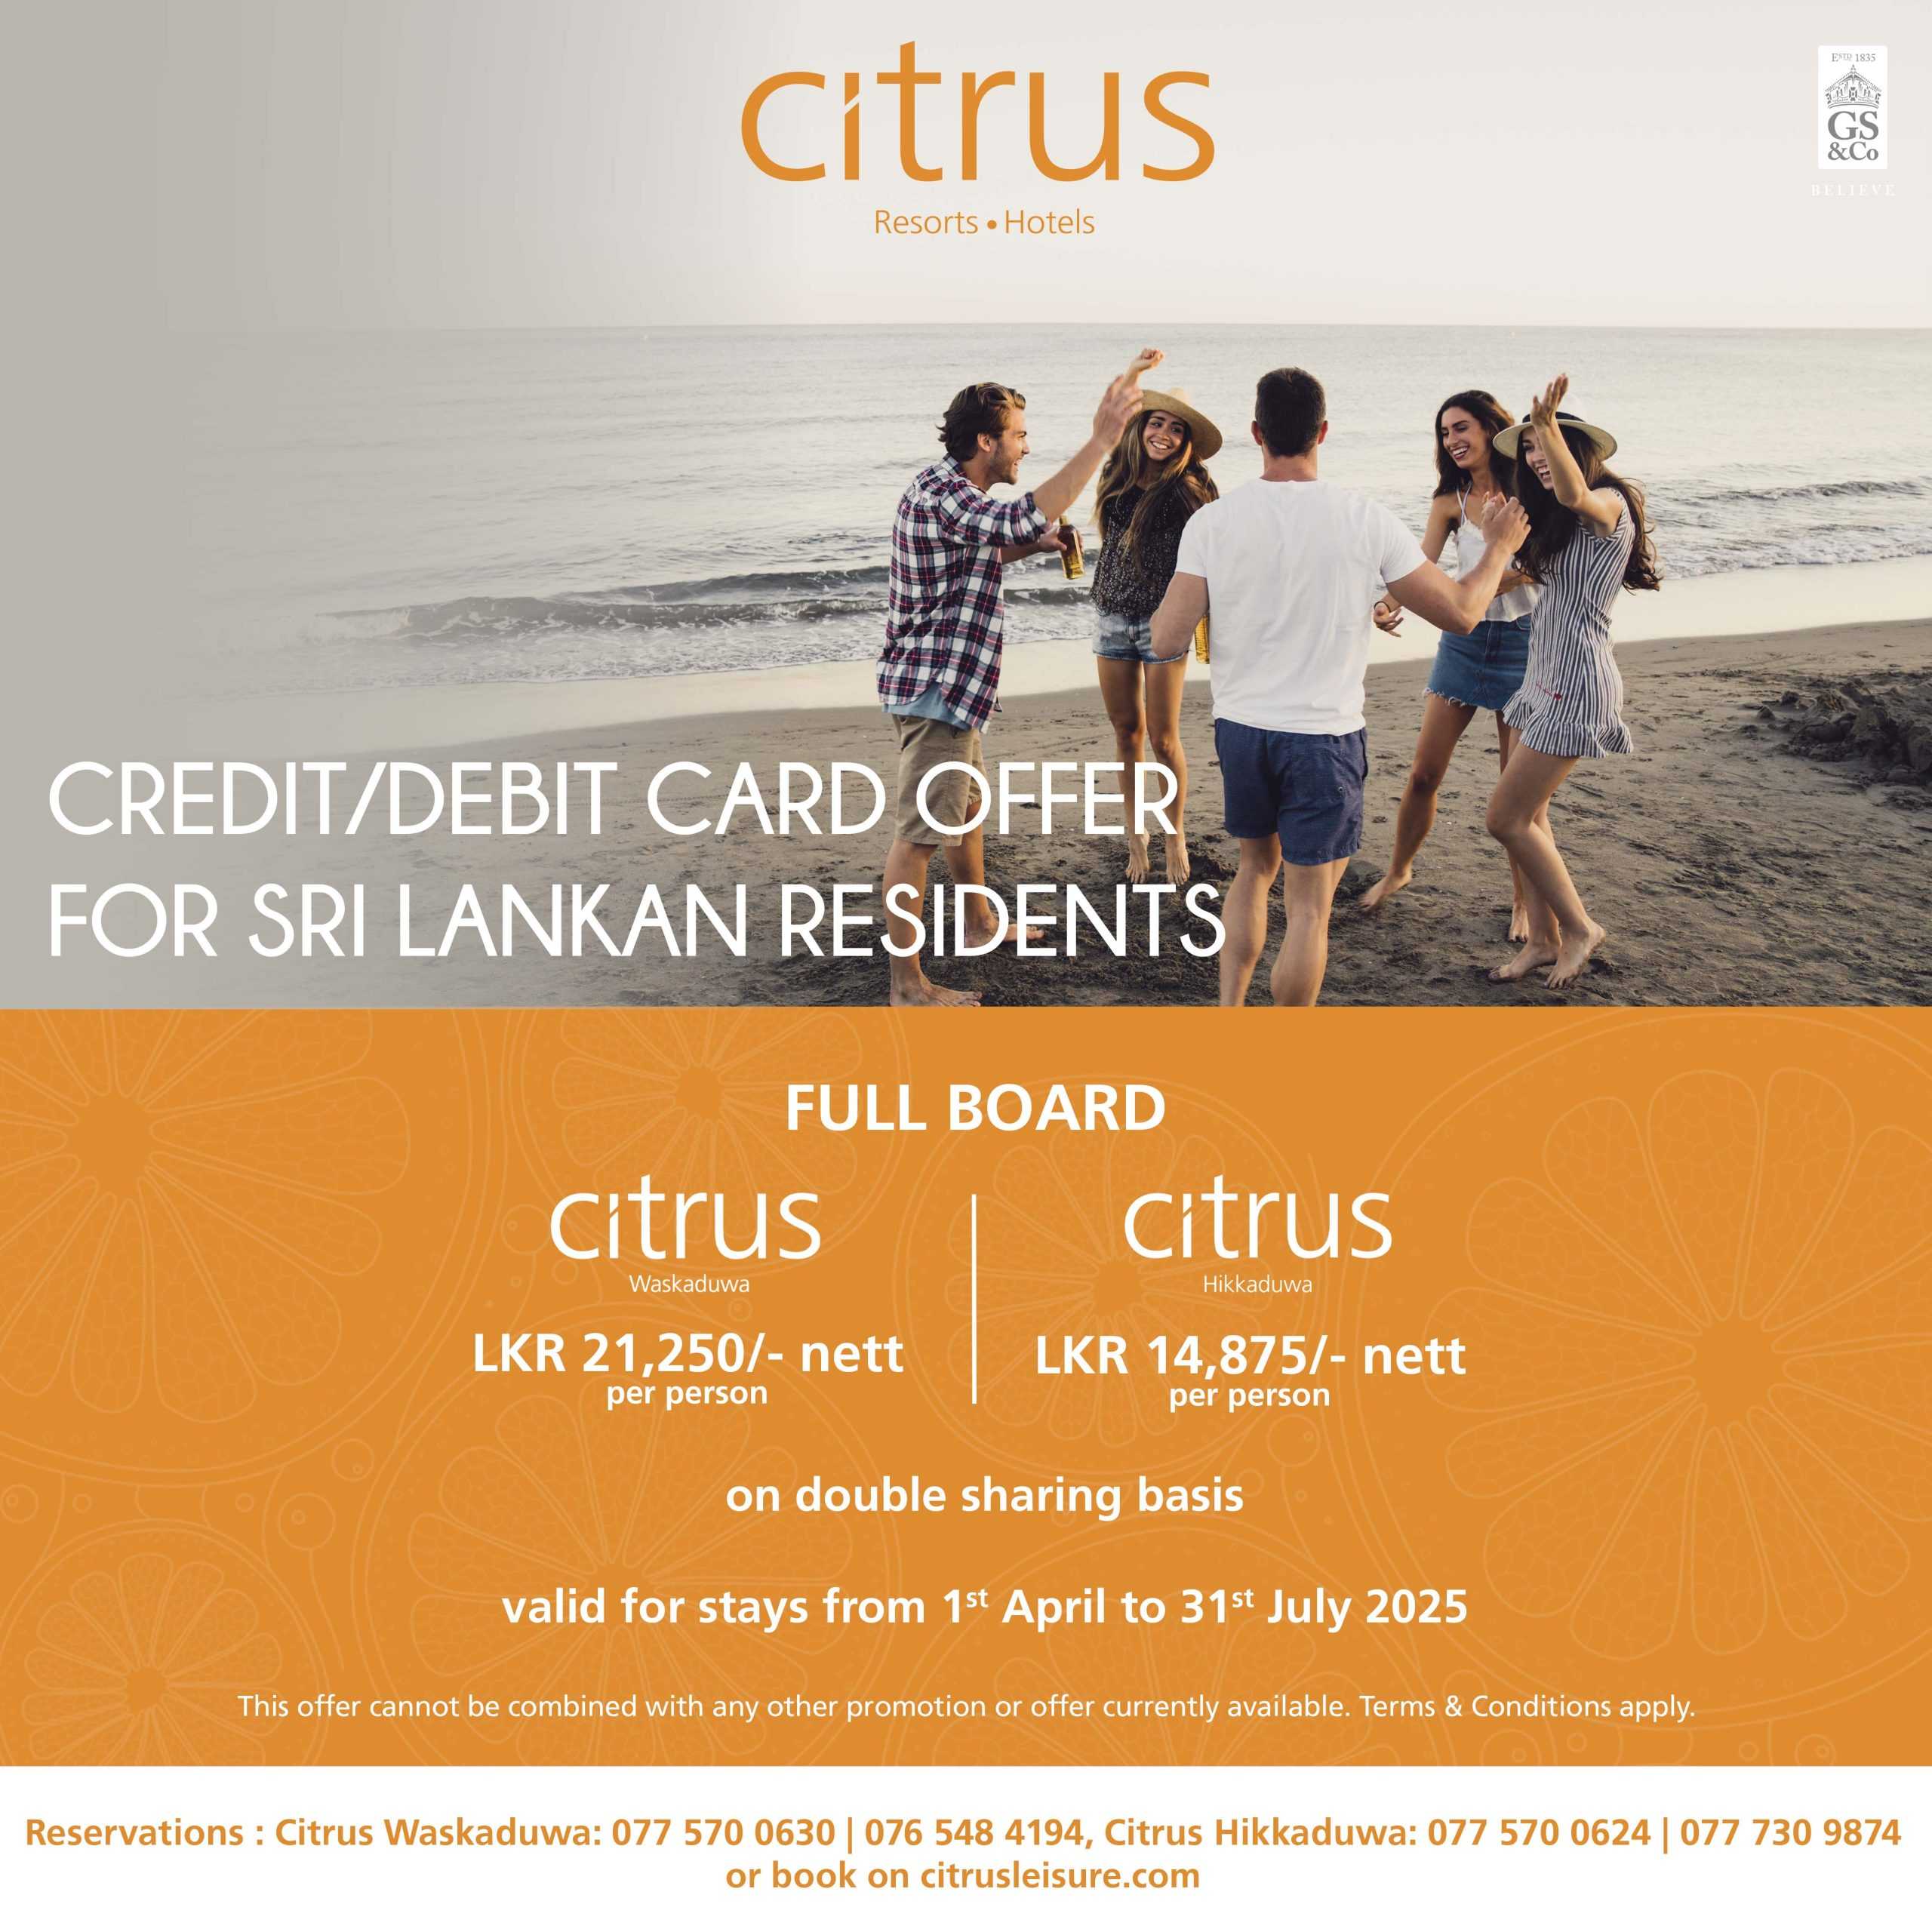 citrus
Resorts • Hotels
ESTD 1835
GS
&Co
BELIEVE
CREDIT/DEBIT CARD OFFER
FOR SRI LANKAN RESIDENTS
FULL BOARD
citrus
Waskaduwa
LKR 21,250/- nett
per person
citrus
Hikkaduwa
LKR 14,875/- nett
per person
on double sharing basis
valid for stays from 1st April to 31st July 2025
This offer cannot be combined with any other promotion or offer currently available. Terms & Conditions apply.
Reservations : Citrus Waskaduwa: 077 570 0630 | 076 548 4194, Citrus Hikkaduwa: 077 570 0624 | 077 730 9874
or book on citrusleisure.com